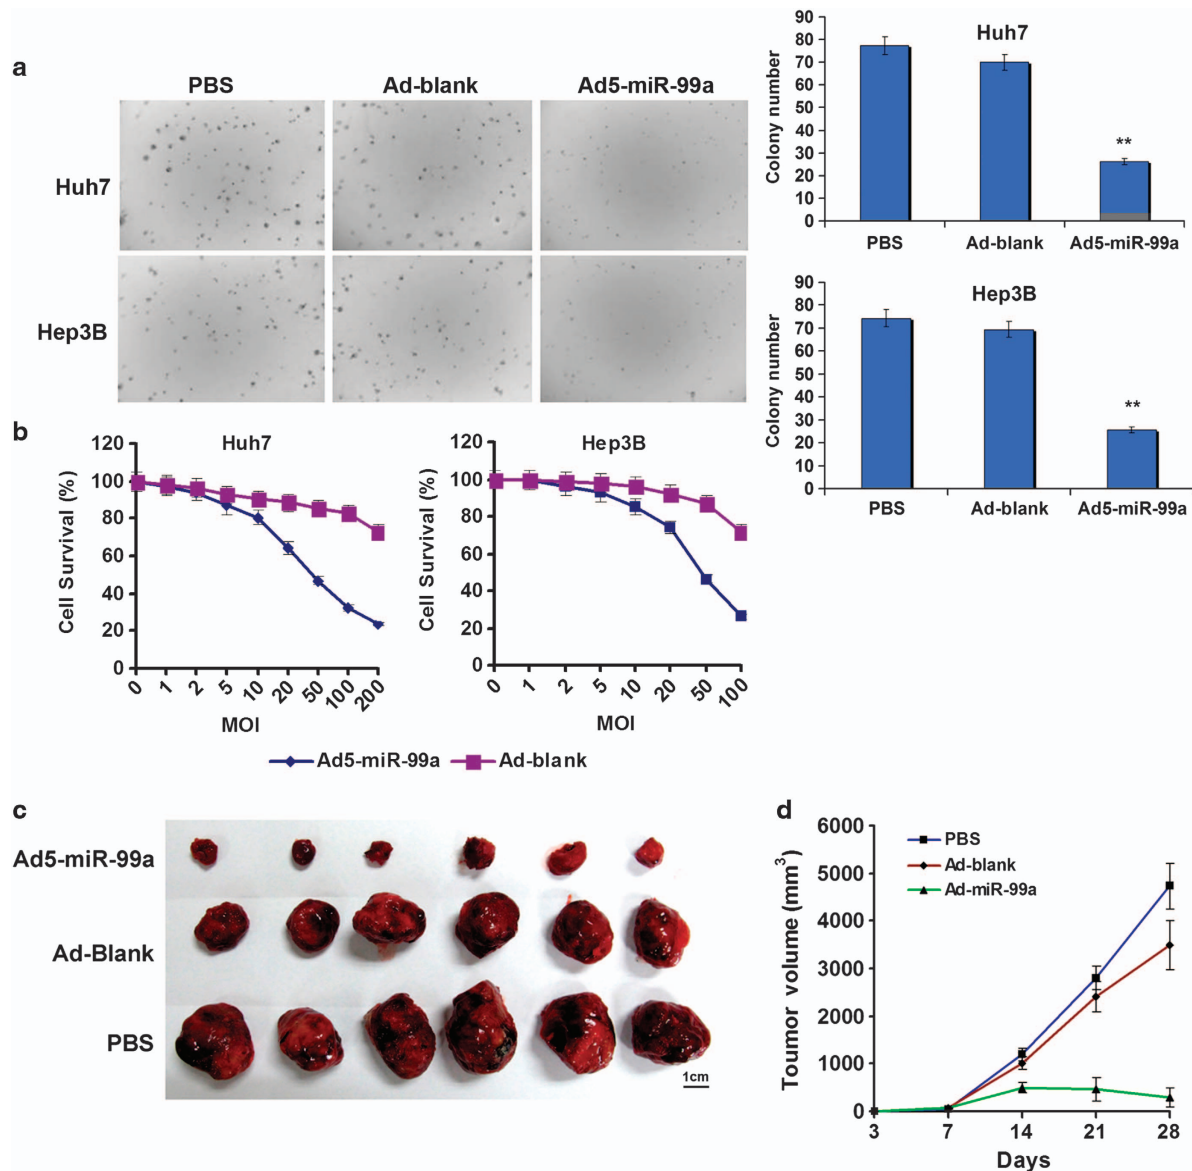 a
PBS
Ad-blank
Ad5-miR-99a
Huh7
Hep3B
Huh7
Colony number
90
80
70
60
50
40
30
20
10
0
**
PBS
Ad-blank
Ad5-miR-99a
Hep3B
Colony number
90
80
70
60
50
40
30
20
10
0
**
PBS
Ad-blank
Ad5-miR-99a
b
Huh7
Cell Survival (%)
120
100
80
60
40
20
0
0 1 2 5 10 20 50 100 200
MOI
Hep3B
Cell Survival (%)
120
100
80
60
40
20
0
0 1 2 5 10 20 50 100
MOI
Ad5-miR-99a
Ad-blank
c
Ad5-miR-99a
Ad-Blank
PBS
1cm
d
Toumor volume (mm³)
6000
5000
4000
3000
2000
1000
0
PBS
Ad-blank
Ad-miR-99a
3 7 14 21 28
Days